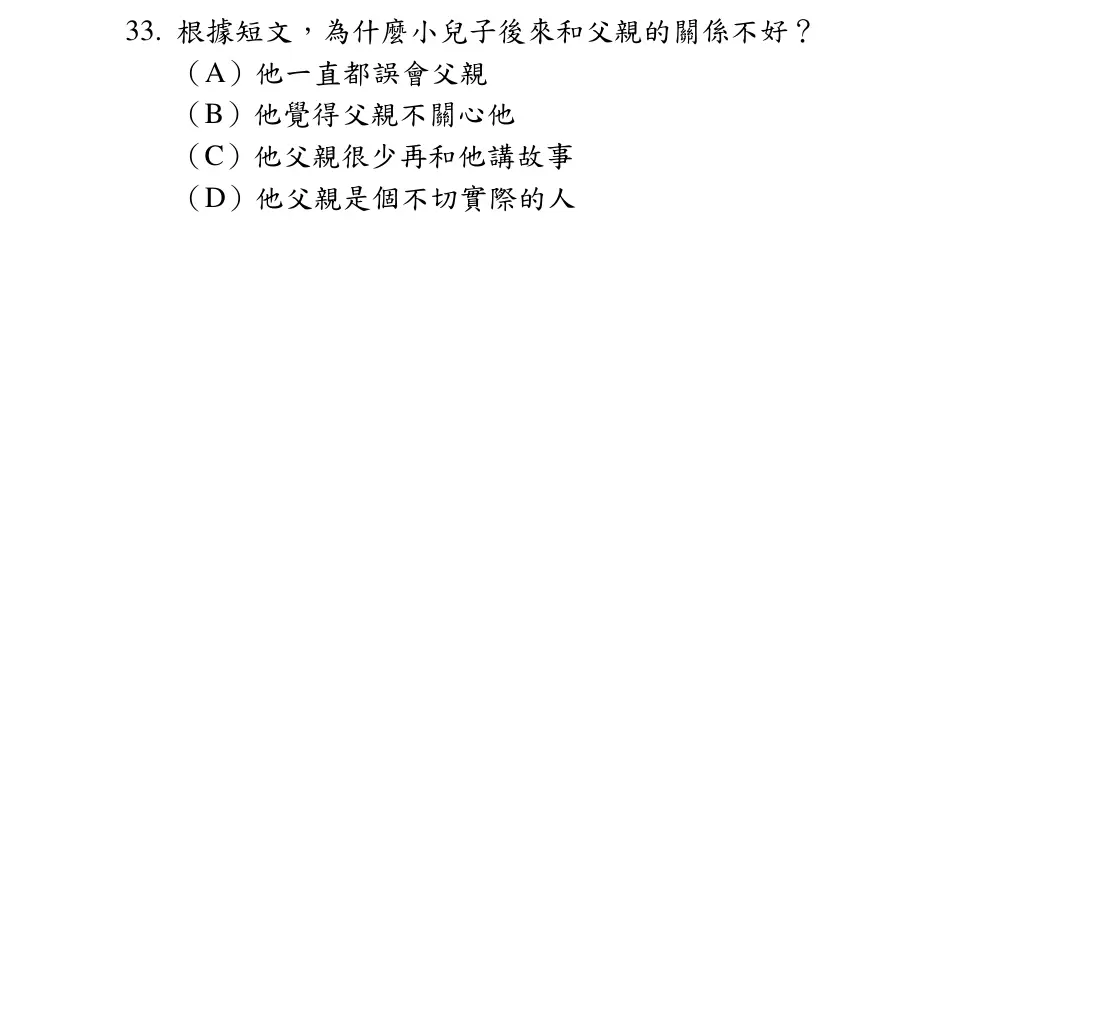 33. 根據短文，為什麼小兒子後來和父親的關係不好？
（A）他一直都誤會父親
（B）他覺得父親不關心他
（C）他父親很少再和他講故事
（D）他父親是個不切實際的人